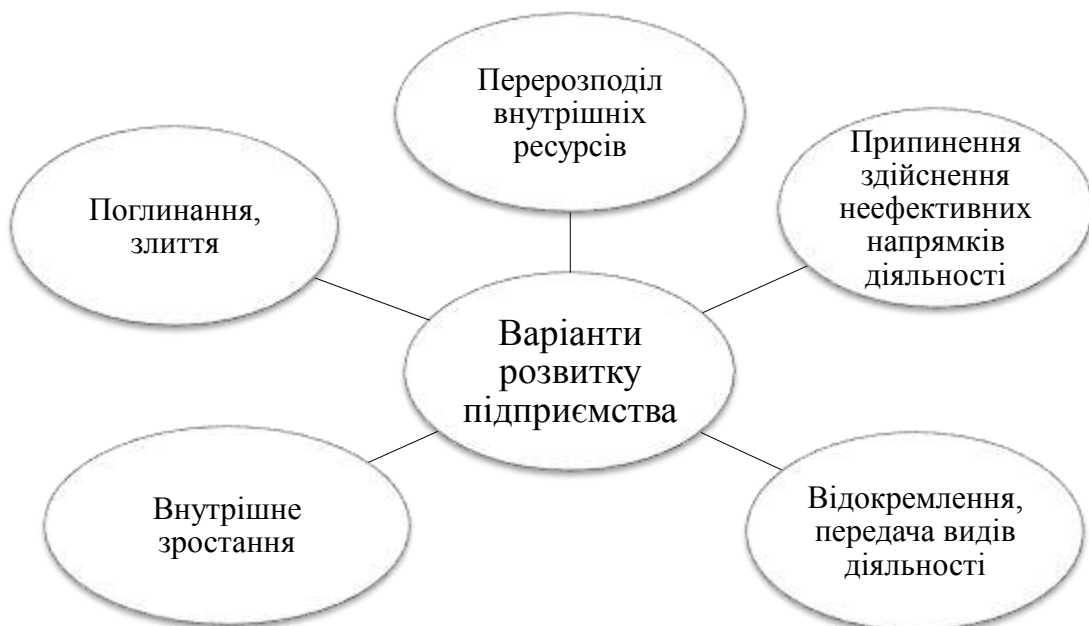 Перерозподіл
внутрішніх
ресурсів
Поглинання,
злиття
Припинення
здійснення
неефективних
напрямків
діяльності
Варіанти
розвитку
підприємства
Внутрішнє
зростання
Відокремлення,
передача видів
діяльності